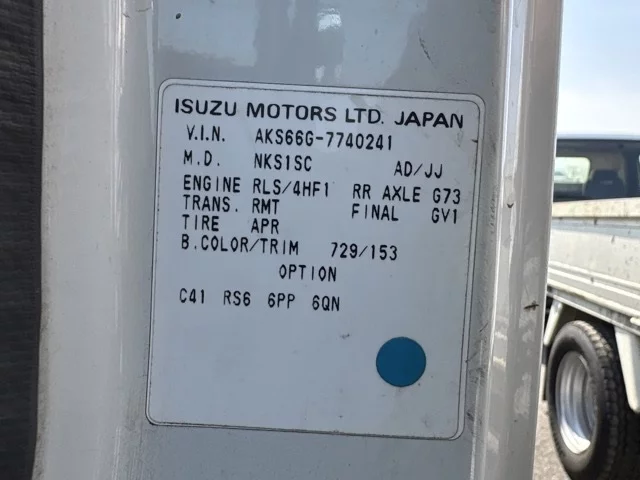 ISUZU MOTORS LTD. JAPAN
V.I.N. AKS66G-7740241
M.D. NKS1SC AD/JJ
ENGINE RLS/4HF1 RR AXLE G73
TRANS. RMT FINAL GV1
TIRE APR
B.COLOR/TRIM 729/153
OPTION
C41 RS6 6PP 6QN